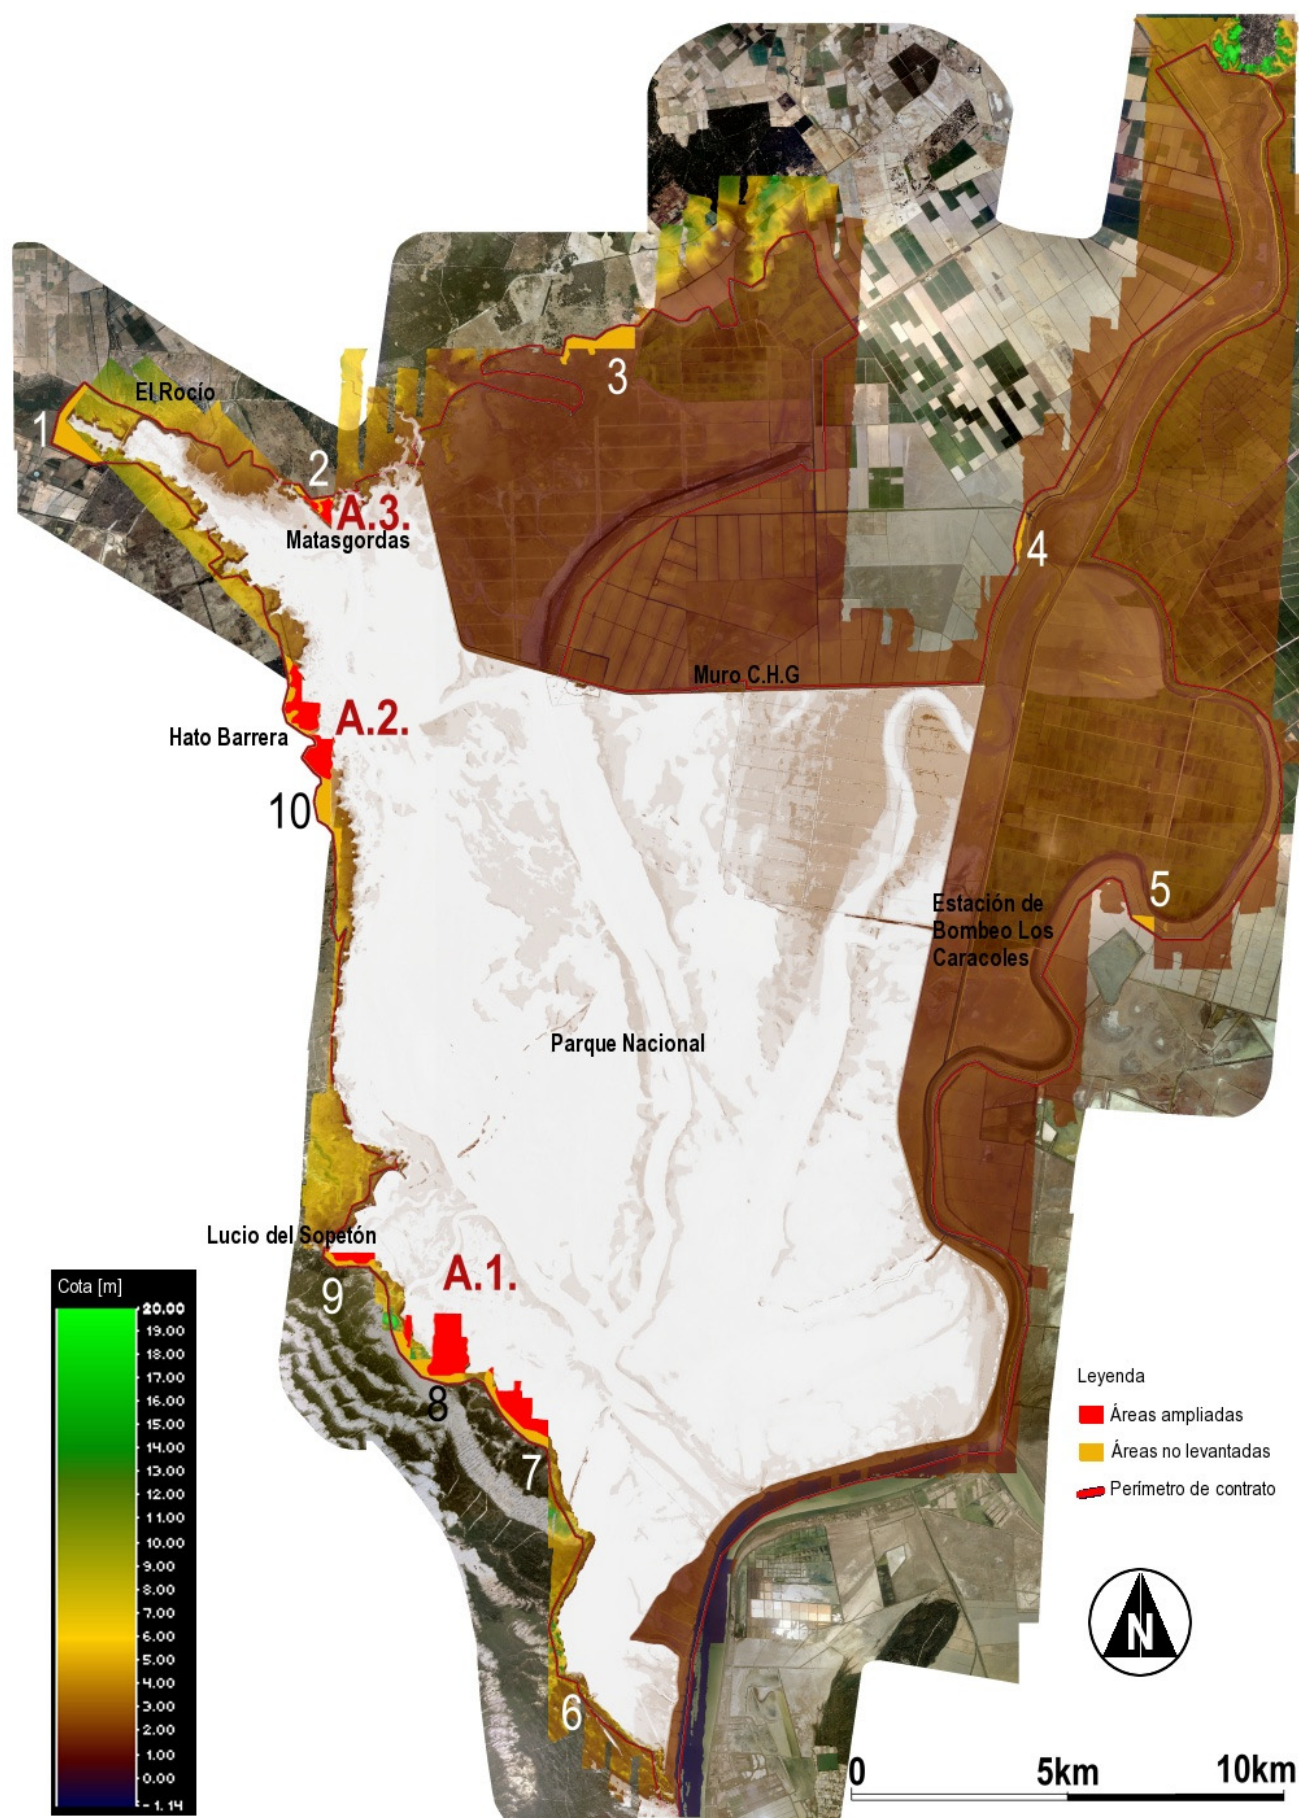 El Rocío
1
2
3
A.3.
Matasgordas
4
Muro C.H.G
A.2.
Hato Barrera
10
5
Estación de
Bombeo Los
Caracoles
Parque Nacional
Lucio del Sopetón
A.1.
9
8
7
6
Cota [m]
20.00
19.00
17.00
16.00
15.00
14.00
13.00
11.00
10.00
9.00
8.00
7.00
6.00
5.00
4.00
3.00
2.00
1.00
0.00
-1.14
Leyenda
Áreas ampliadas
Áreas no levantadas
Perímetro de contrato
N
0 5km 10km